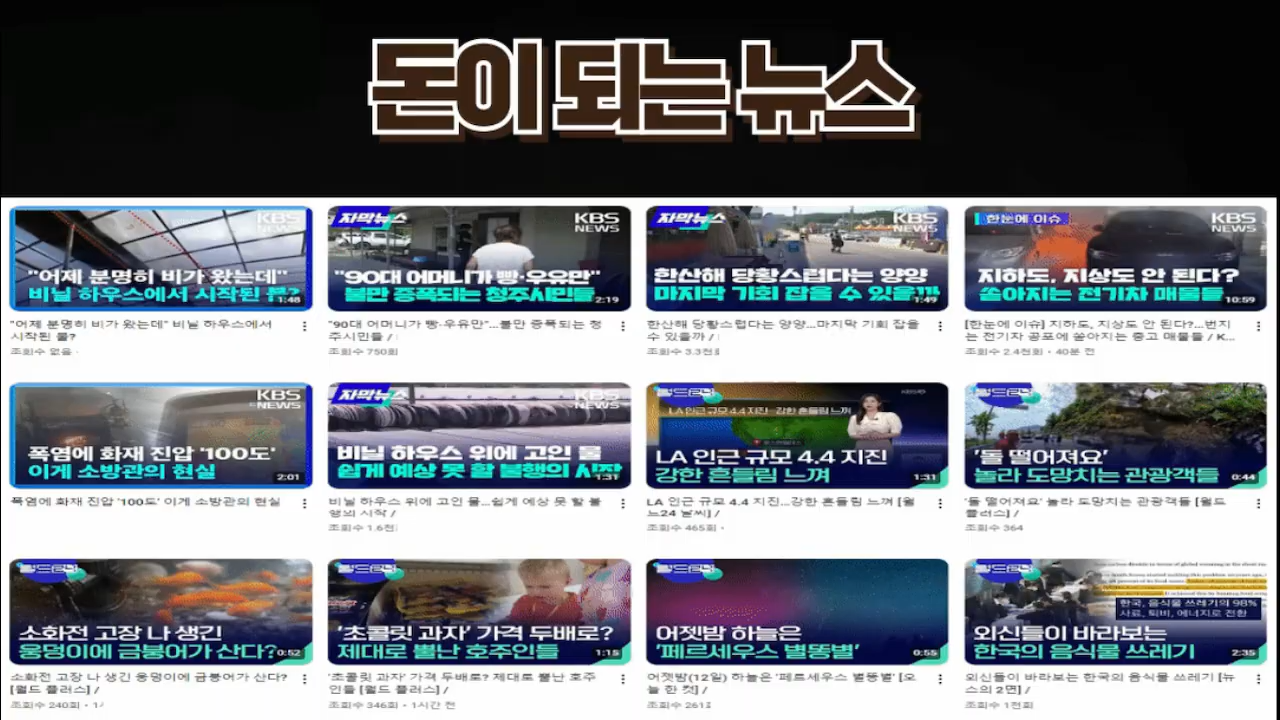 돈이 되는 뉴스
KBS
NEWS
"어제 분명히 비가 왔는데"
비닐 하우스에서 시작된
1:48
"어제 분명히 비가 왔는데" 비닐 하우스에서
시작된 물?
조회수 없음
자막뉴스
KBS
NEWS
"90대 어머니가 빵·우유만"
불만 증폭되는 청주시민들
2:19
"90대 어머니가 빵·우유만"...불만 증폭되는 청
주시민들 /
조회수 750회
자막뉴스
KBS
NEWS
한산해 당황스럽다는 양양
마지막 기회 잡을 수 있을까
1:49
한산해 당황스럽다는 양양...마지막 기회 잡을
수 있을까 /
조회수 3.3천회
한눈에 이슈
KBS
NEWS
지하도, 지상도 안 된다?
쏟아지는 전기차 매물들
10:59
[한눈에 이슈] 지하도, 지상도 안 된다?...번지
는 전기차 공포에 쏟아지는 중고 매물들 / K...
조회수 2.4천회 • 40분 전
KBS
NEWS
폭염에 화재 진압 '100도'
이게 소방관의 현실
2:01
폭염에 화재 진압 '100도' 이게 소방관의 현실
자막뉴스
KBS
NEWS
비닐 하우스 위에 고인 물
쉽게 예상 못 할 불행의 시작
1:31
비닐 하우스 위에 고인 물...쉽게 예상 못 할 불
행의 시작 /
조회수 1.6천
LA 인근 규모 4.4 지진…강한 흔들림 느껴
LA 인근 규모 4.4 지진
강한 흔들림 느껴
1:31
LA 인근 규모 4.4 지진...강한 흔들림 느껴 [월
드24 날씨] /
조회수 465회 •
'돌 떨어져요'
놀라 도망치는 관광객들
0:44
'돌 떨어져요' 놀라 도망치는 관광객들 [월드
플러스] /
조회수 364
소화전 고장 나 생긴
웅덩이에 금붕어가 산다?
0:52
소화전 고장 나 생긴 웅덩이에 금붕어가 산다?
[월드 플러스] /
조회수 240회 •
'초콜릿 과자' 가격 두배로?
제대로 뿔난 호주인들
1:15
'초콜릿 과자' 가격 두배로? 제대로 뿔난 호주
인들 [월드 플러스] /
조회수 346회 • 1시간 전
어젯밤 하늘은
'페르세우스 별똥별'
0:55
어젯밤(12일) 하늘은 '페르세우스 별똥별' [오
늘 한 컷] /
조회수 261회
한국, 음식물 쓰레기의 98%
사료, 퇴비, 에너지로 전환
외신들이 바라보는
한국의 음식물 쓰레기
2:35
외신들이 바라보는 한국의 음식물 쓰레기 [뉴
스의 2면] /
조회수 1천회